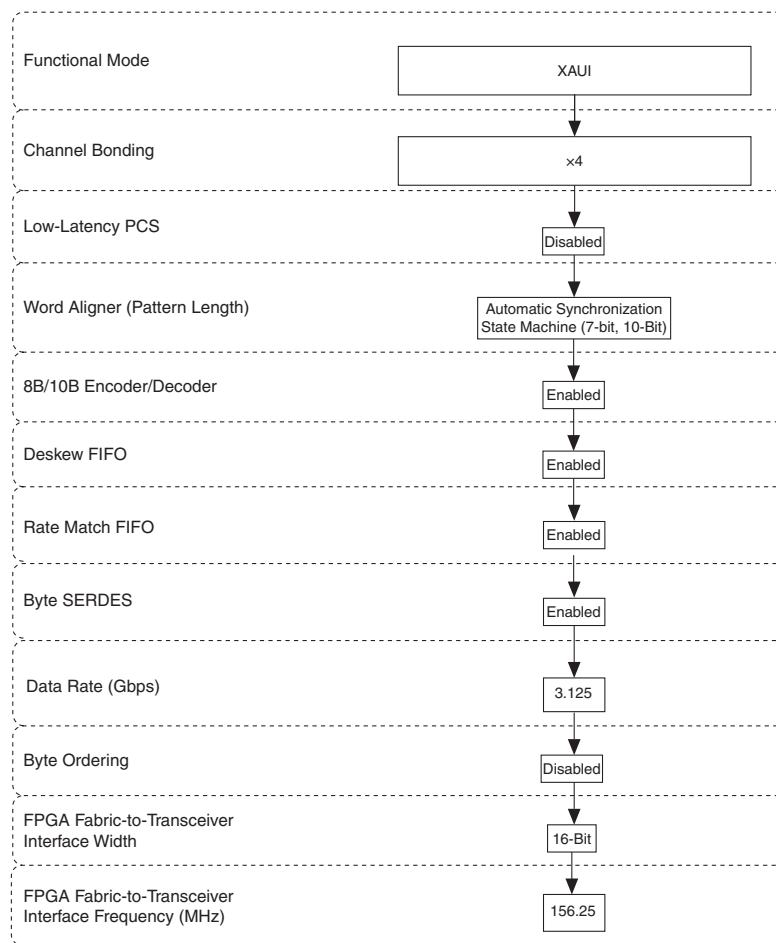 Functional Mode
XAUI
Channel Bonding
×4
Low-Latency PCS
Disabled
Word Aligner (Pattern Length)
Automatic Synchronization
State Machine (7-bit, 10-Bit)
8B/10B Encoder/Decoder
Enabled
Deskew FIFO
Enabled
Rate Match FIFO
Enabled
Byte SERDES
Enabled
Data Rate (Gbps)
3.125
Byte Ordering
Disabled
FPGA Fabric-to-Transceiver
Interface Width
16-Bit
FPGA Fabric-to-Transceiver
Interface Frequency (MHz)
156.25